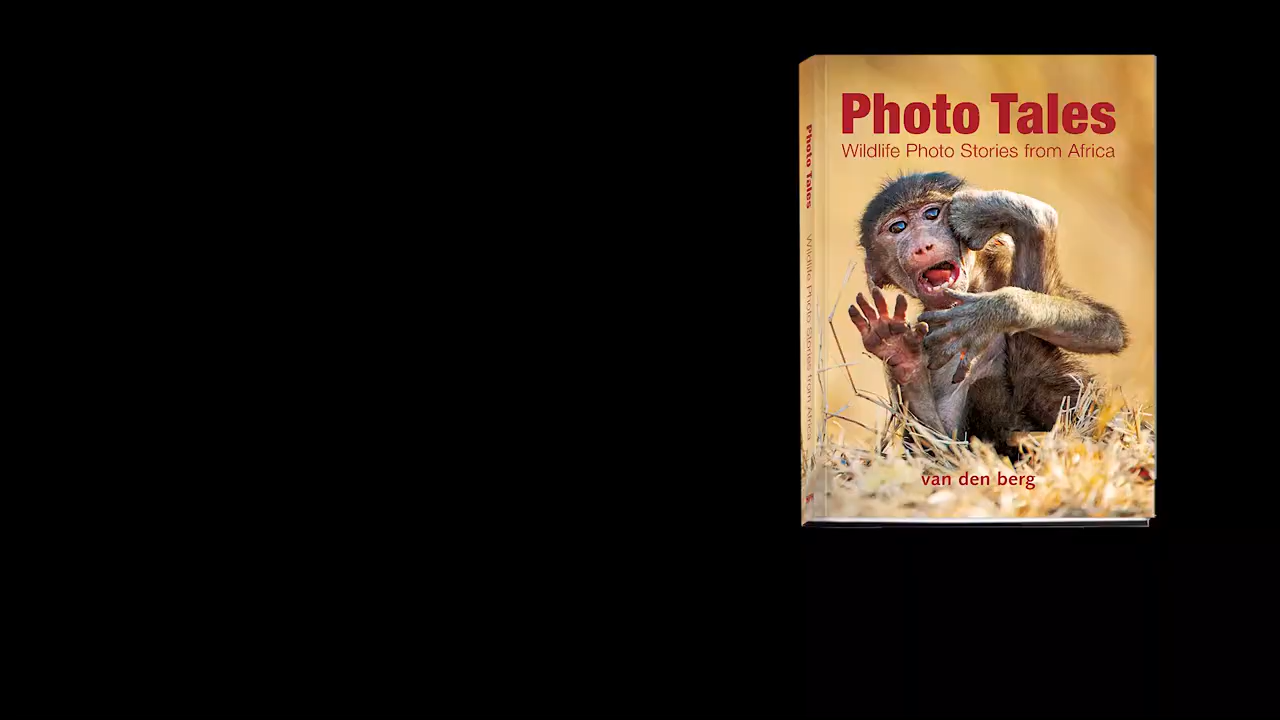 Photo Tales
Wildlife Photo Stories from Africa
van den berg
Photo Tales
Wildlife Photo Stories from Africa